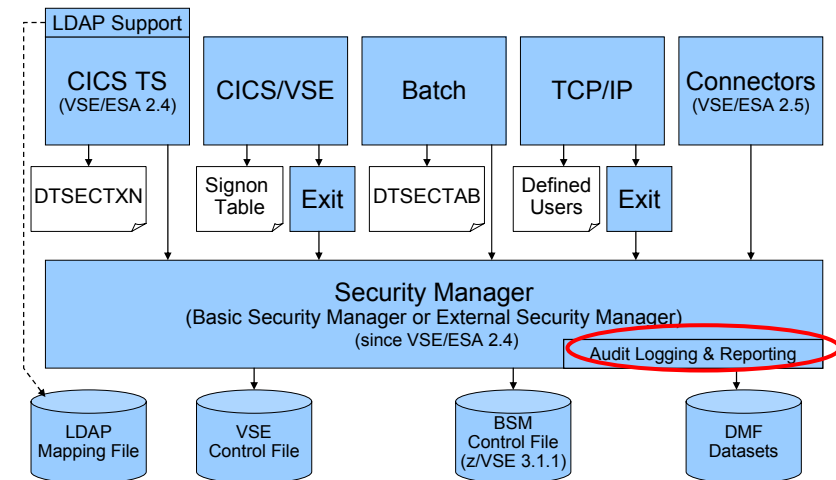 LDAP Support
CICS TS
(VSE/ESA 2.4)
CICS/VSE
Batch
TCP/IP
Connectors
(VSE/ESA 2.5)
DTSECTXN
Signon
Table
Exit
DTSECTAB
Defined
Users
Exit
Security Manager
(Basic Security Manager or External Security Manager)
(since VSE/ESA 2.4)
Audit Logging & Reporting
LDAP
Mapping File
VSE
Control File
BSM
Control File
(z/VSE 3.1.1)
DMF
Datasets